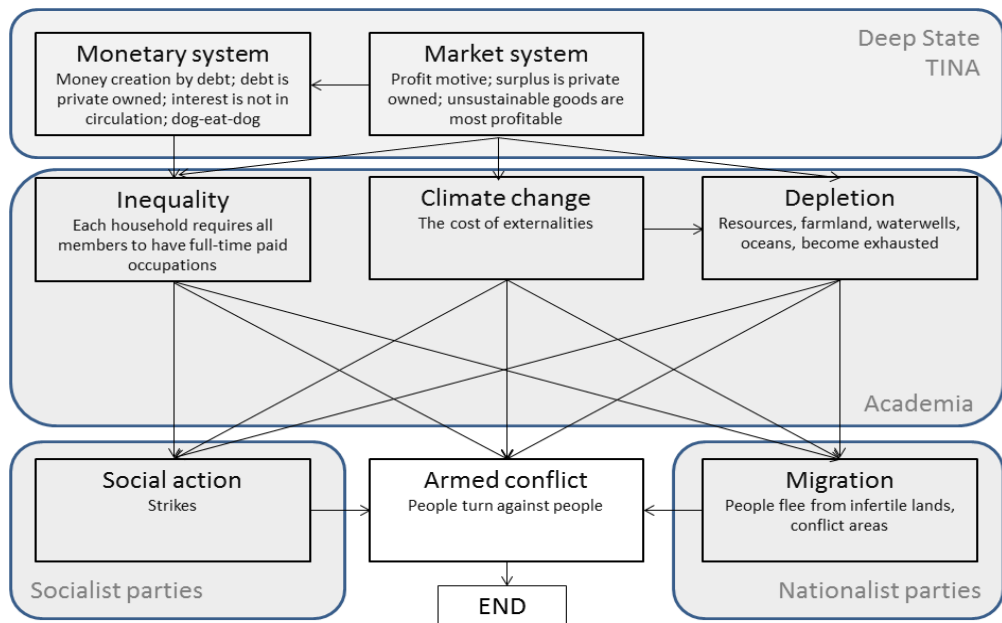 Deep State
TINA
Monetary system
Money creation by debt; debt is
private owned; interest is not in
circulation; dog-eat-dog
Market system
Profit motive; surplus is private
owned; unsustainable goods are
most profitable
Inequality
Each household requires all
members to have full-time paid
occupations
Climate change
The cost of externalities
Depletion
Resources, farmland, waterwells,
oceans, become exhausted
Academia
Social action
Strikes
Socialist parties
Armed conflict
People turn against people
Migration
People flee from infertile lands,
conflict areas
Nationalist parties
END